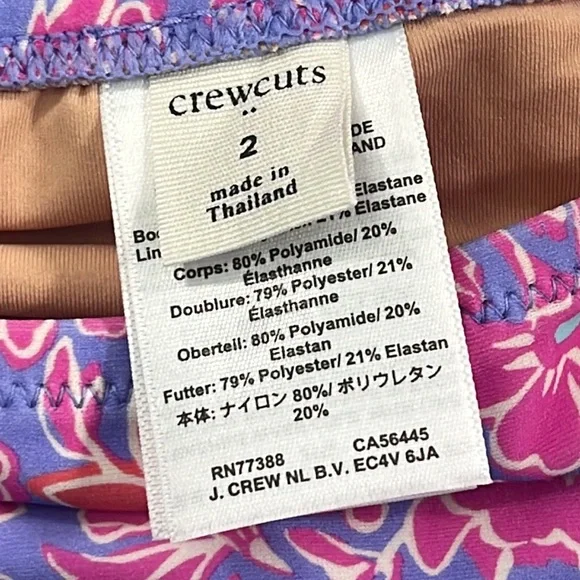 crewcuts
2
made in
Thailand
DE
AND
Elastane
21% Elastane
Corps: 80% Polyamide/ 20%
Élasthanne
Doublure: 79% Polyester/ 21%
Élasthanne
Oberteil: 80% Polyamide/ 20%
Elastan
Futter: 79% Polyester/ 21% Elastan
本体: ナイロン 80%/ ポリウレタン
20%
RN77388 CA56445
J. CREW NL B.V. EC4V 6JA